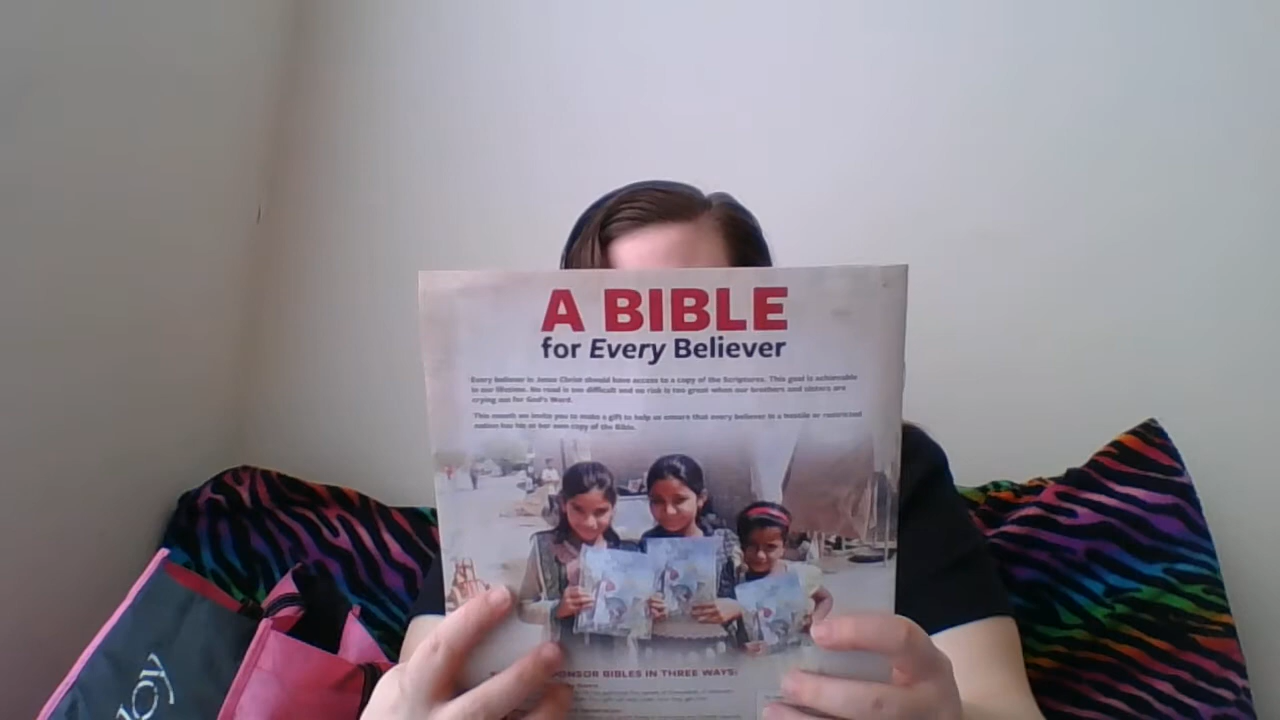 A BIBLE
for Every Believer
Every believer in Jesus Christ should have access to a copy of the Scriptures. This goal is achievable
in our lifetime. No road is too difficult and no risk is too great when our brothers and sisters are
crying out for God's Word.
This month we invite you to make a gift to help us ensure that every believer in a hostile or restricted
nation has his or her own copy of the Bible.
BIBLES IN THREE WAYS: